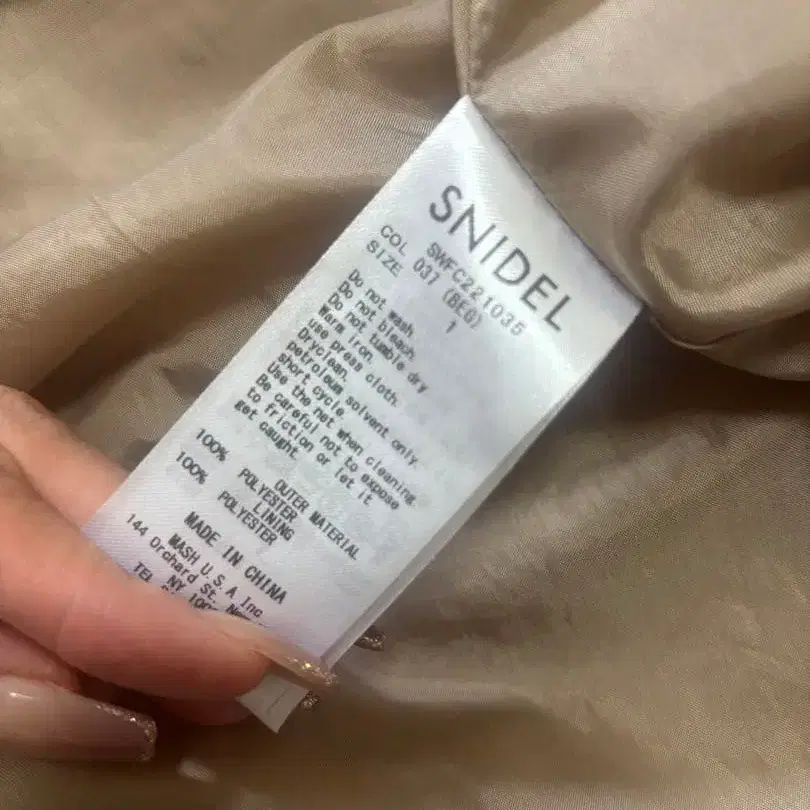 SNIDEL
SWFC221035
COL 037 (BEG)
SIZE 1
Do not wash.
Do not bleach.
Do not tumble dry
Warm iron.
use press cloth.
Dryclean,
petroleum solvent only.
short cycle.
Use the net when cleaning.
Be careful not to expose
to friction or let it
get caught.
OUTER MATERIAL
100% POLYESTER
LINING
100% POLYESTER
MADE IN CHINA
MASH U.S.A Inc
144 Orchard St.
NY
TEL